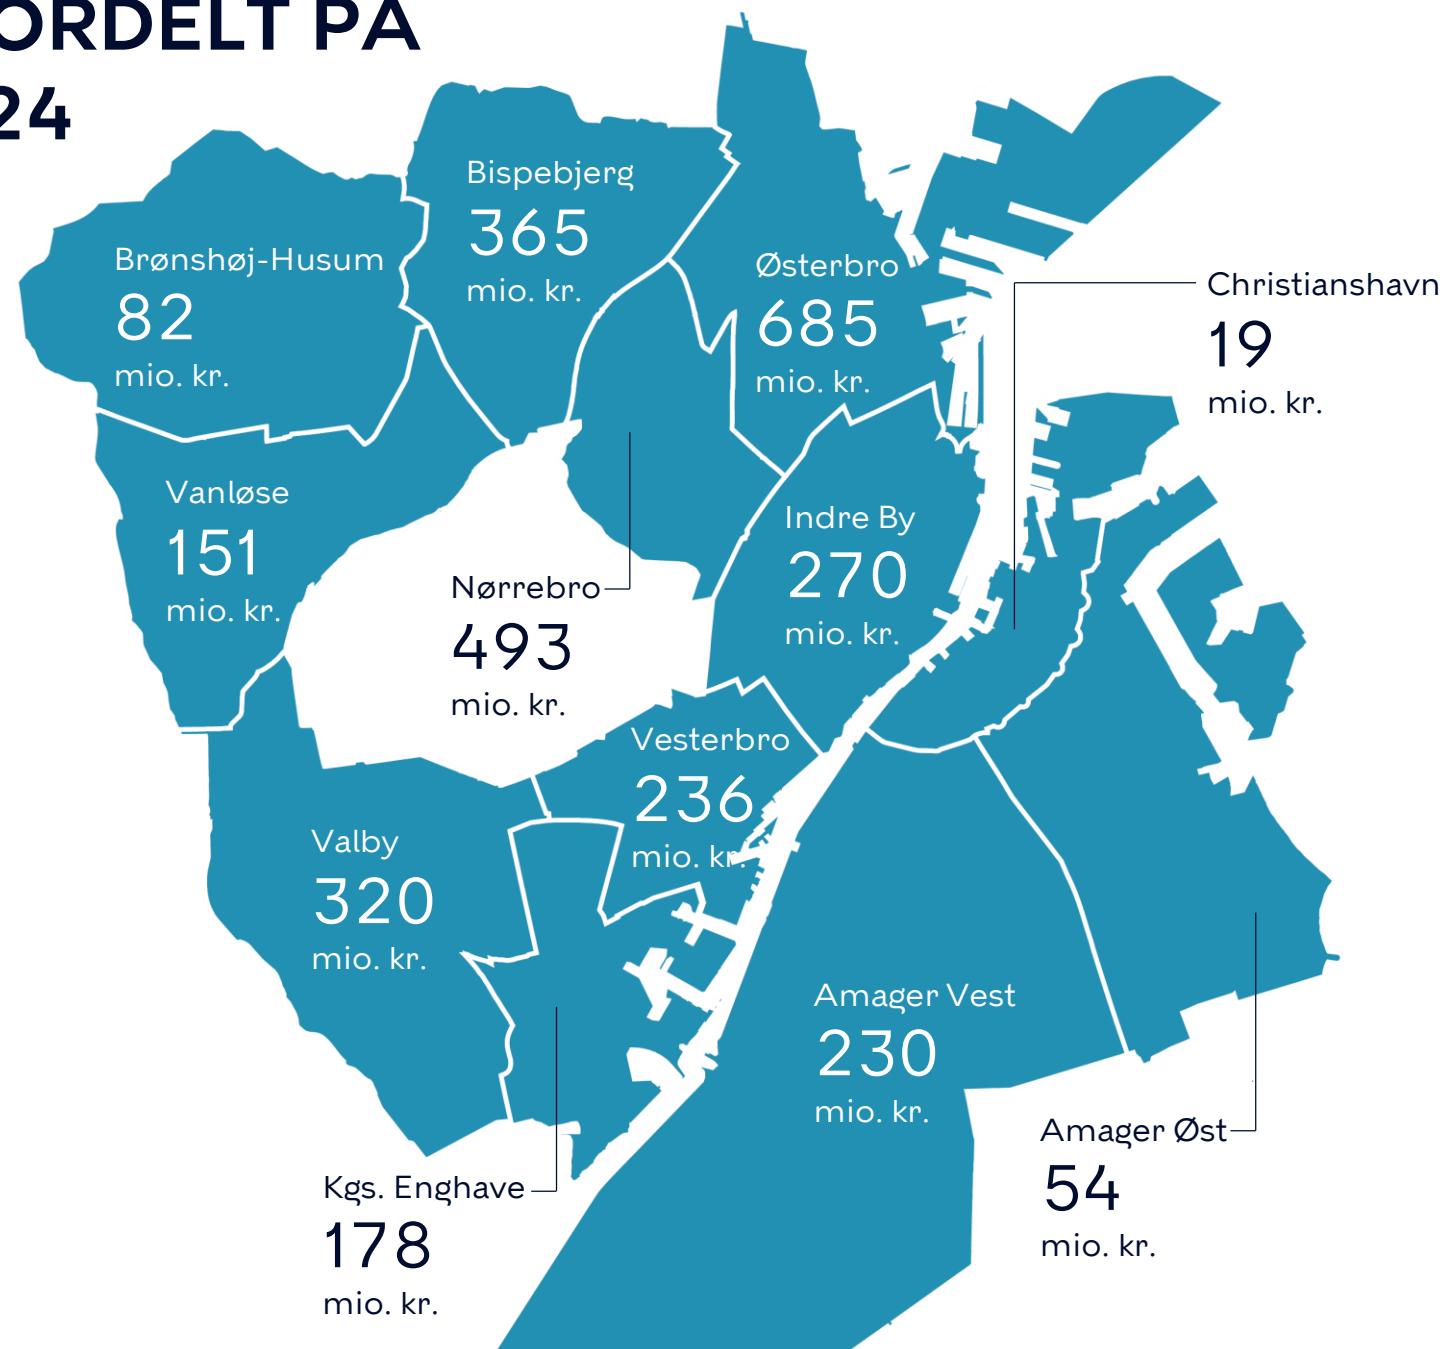 ORDELT PÅ
24
Bispebjerg
365
mio. kr.
Brønshøj-Husum
82
mio. kr.
Østerbro
685
mio. kr.
Christianshavn
19
mio. kr.
Vanløse
151
mio. kr.
Indre By
270
mio. kr.
Nørrebro
493
mio. kr.
Vesterbro
236
mio. kr.
Valby
320
mio. kr.
Amager Vest
230
mio. kr.
Amager Øst
54
mio. kr.
Kgs. Enghave
178
mio. kr.